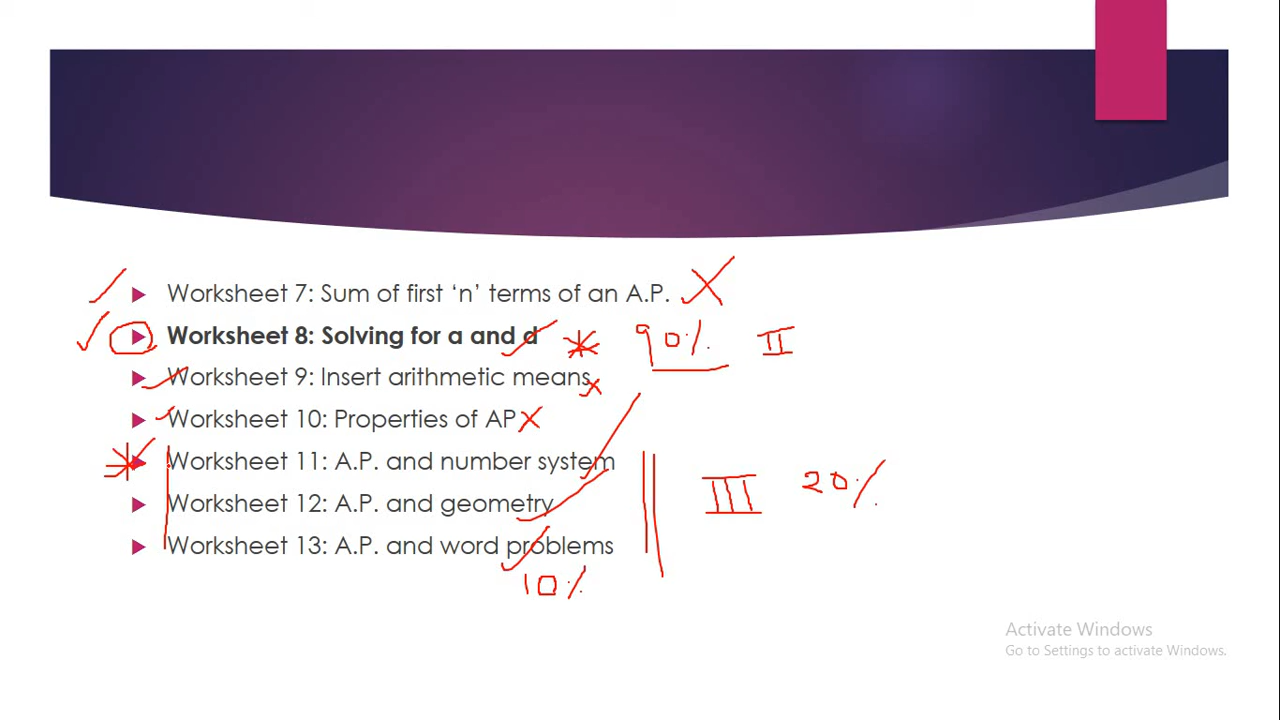 Worksheet 7: Sum of first ‘n’ terms of an A.P.
Worksheet 8: Solving for a and d 90% II
Worksheet 9: Insert arithmetic means
Worksheet 10: Properties of AP
Worksheet 11: A.P. and number system
III 20%
Worksheet 12: A.P. and geometry
Worksheet 13: A.P. and word problems
10%
Activate Windows
Go to Settings to activate Windows.